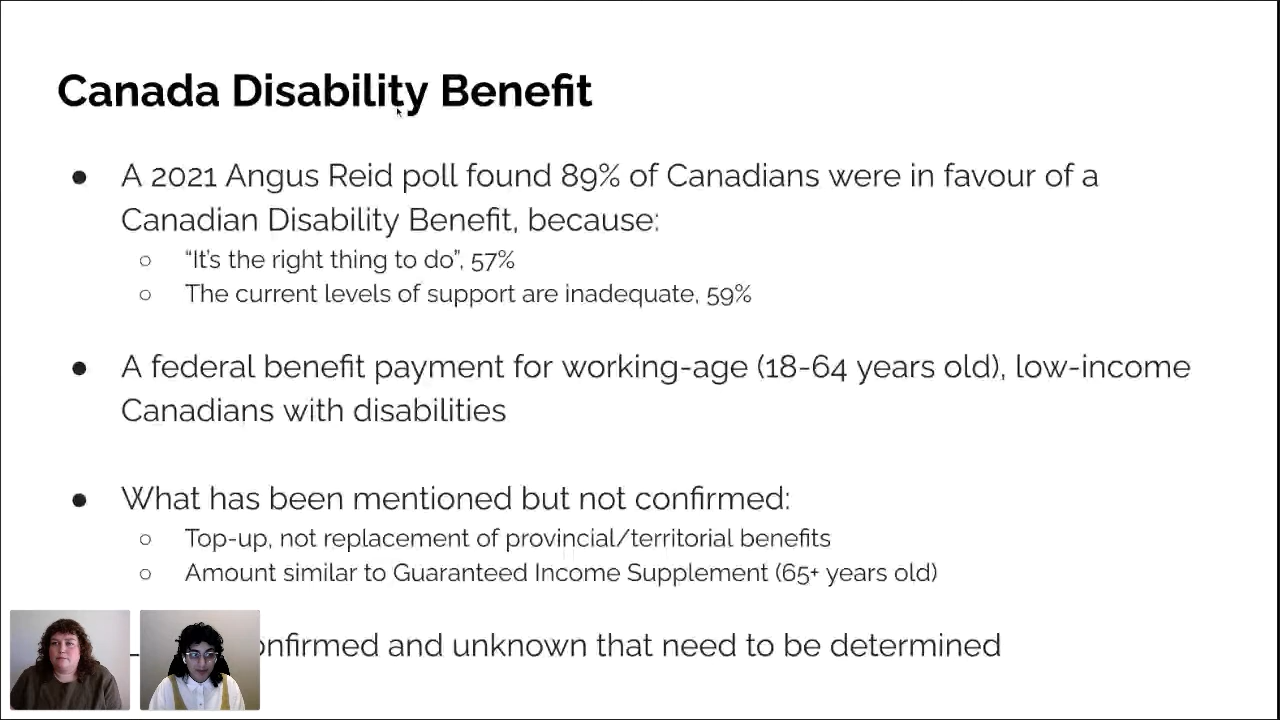 Canada Disability Benefit
● A 2021 Angus Reid poll found 89% of Canadians were in favour of a
Canadian Disability Benefit, because:
○ “It’s the right thing to do”, 57%
○ The current levels of support are inadequate, 59%
● A federal benefit payment for working-age (18-64 years old), low-income
Canadians with disabilities
● What has been mentioned but not confirmed:
○ Top-up, not replacement of provincial/territorial benefits
○ Amount similar to Guaranteed Income Supplement (65+ years old)
and unknown that need to be determined